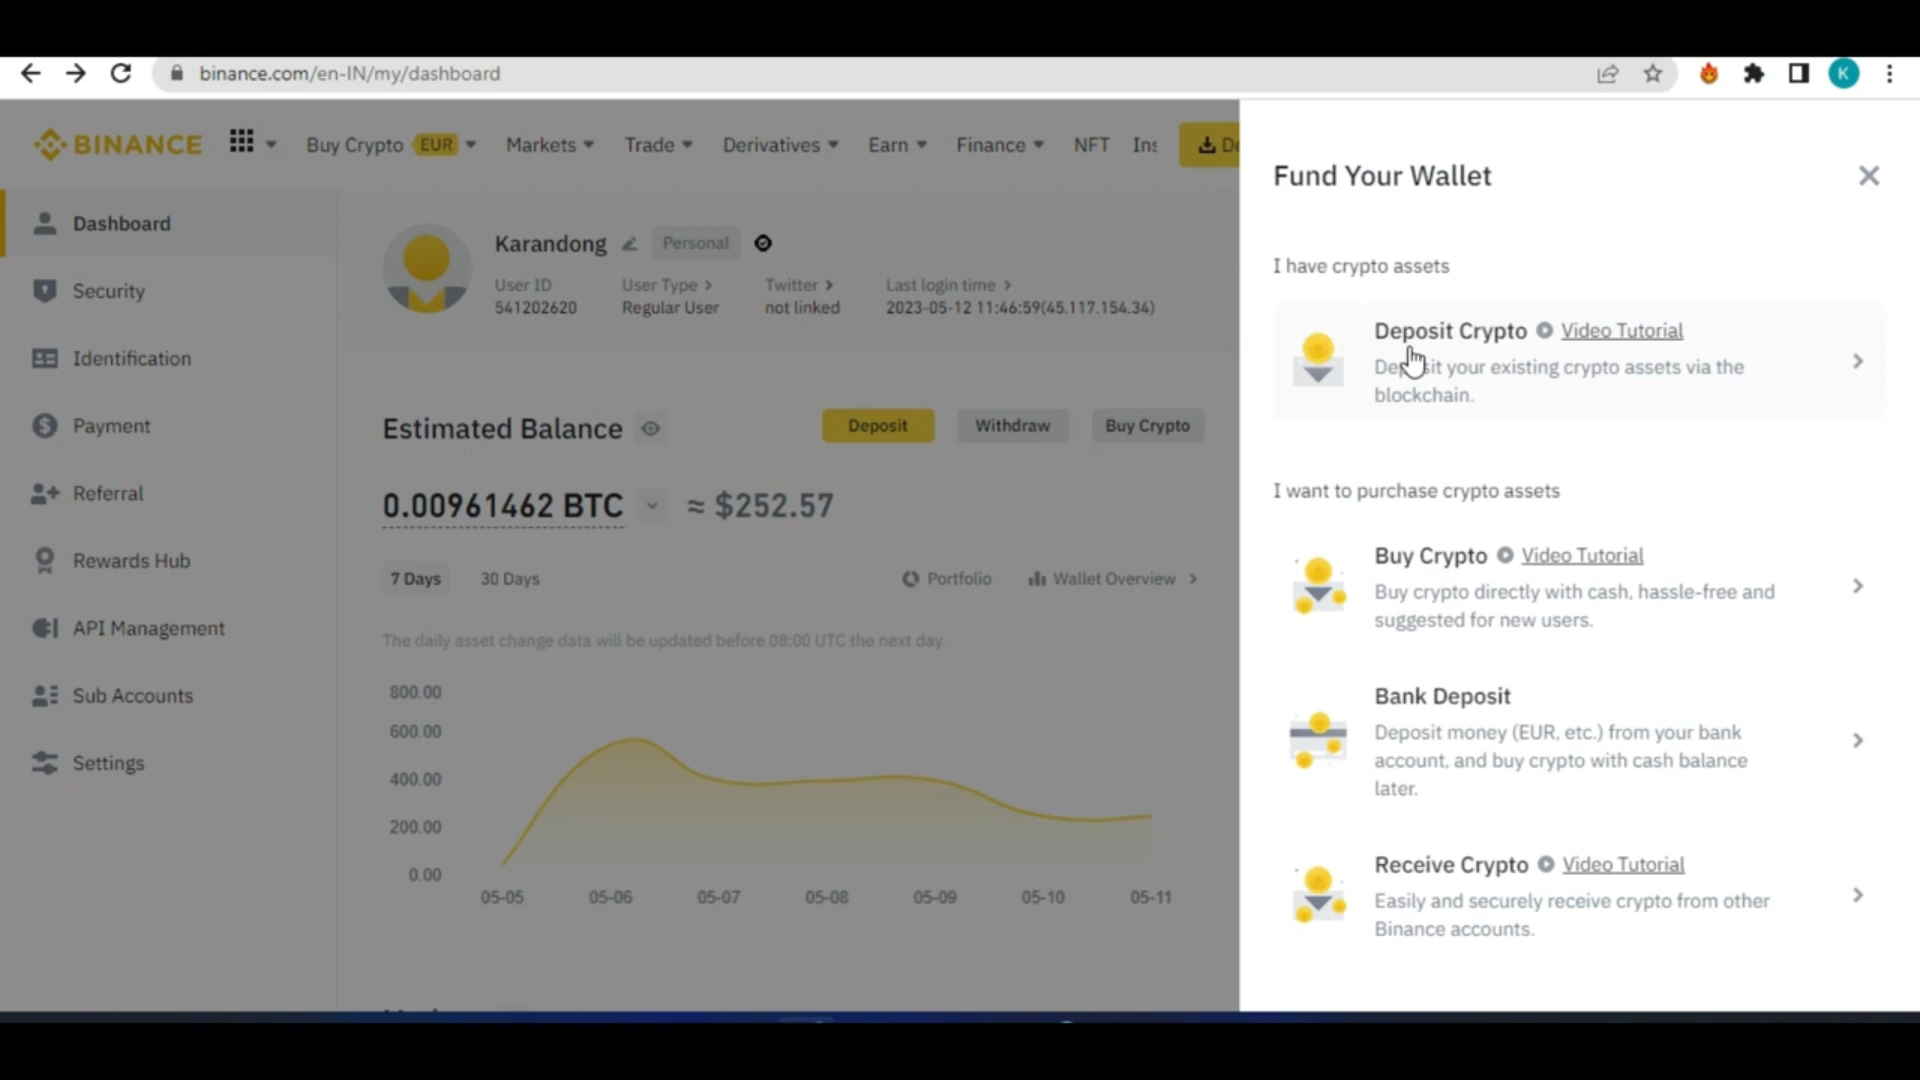 binance.com/en-IN/my/dashboard
K
BINANCE
Buy Crypto EUR
Markets
Trade
Derivatives
Earn
Finance
NFT
Ins
Fund Your Wallet
Dashboard
Security
Identification
Payment
Referral
Rewards Hub
API Management
Sub Accounts
Settings
Karandong Personal
User ID
541202620
User Type
Regular User
Twitter
not linked
Last login time
2023-05-12 11:46:59(45.117.154.34)
Estimated Balance
Deposit
Withdraw
Buy Crypto
0.00961462 BTC ≈ $252.57
7 Days
30 Days
Portfolio
Wallet Overview
The daily asset change data will be updated before 08:00 UTC the next day.
800.00
600.00
400.00
200.00
0.00
05-05 05-06 05-07 05-08 05-09 05-10 05-11
I have crypto assets
Deposit Crypto Video Tutorial
Deposit your existing crypto assets via the
blockchain.
I want to purchase crypto assets
Buy Crypto Video Tutorial
Buy crypto directly with cash, hassle-free and
suggested for new users.
Bank Deposit
Deposit money (EUR, etc.) from your bank
account, and buy crypto with cash balance
later.
Receive Crypto Video Tutorial
Easily and securely receive crypto from other
Binance accounts.